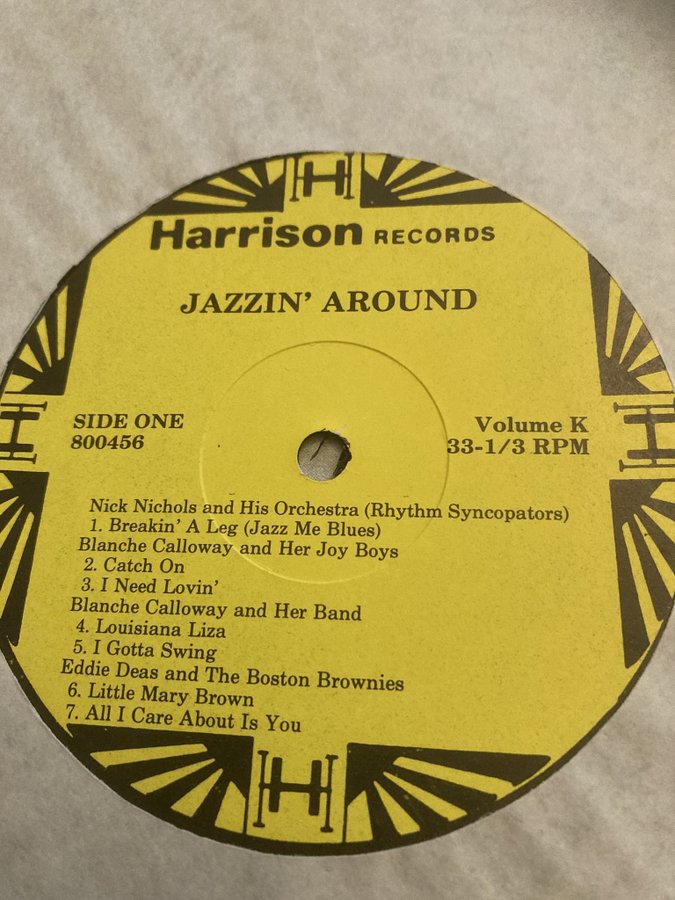 H
Harrison RECORDS
JAZZIN' AROUND
SIDE ONE
800456
Volume K
33-1/3 RPM
H
H
Nick Nichols and His Orchestra (Rhythm Syncopators)
1. Breakin' A Leg (Jazz Me Blues)
Blanche Calloway and Her Joy Boys
2. Catch On
3. I Need Lovin'
Blanche Calloway and Her Band
4. Louisiana Liza
5. I Gotta Swing
Eddie Deas and The Boston Brownies
6. Little Mary Brown
7. All I Care About Is You
H